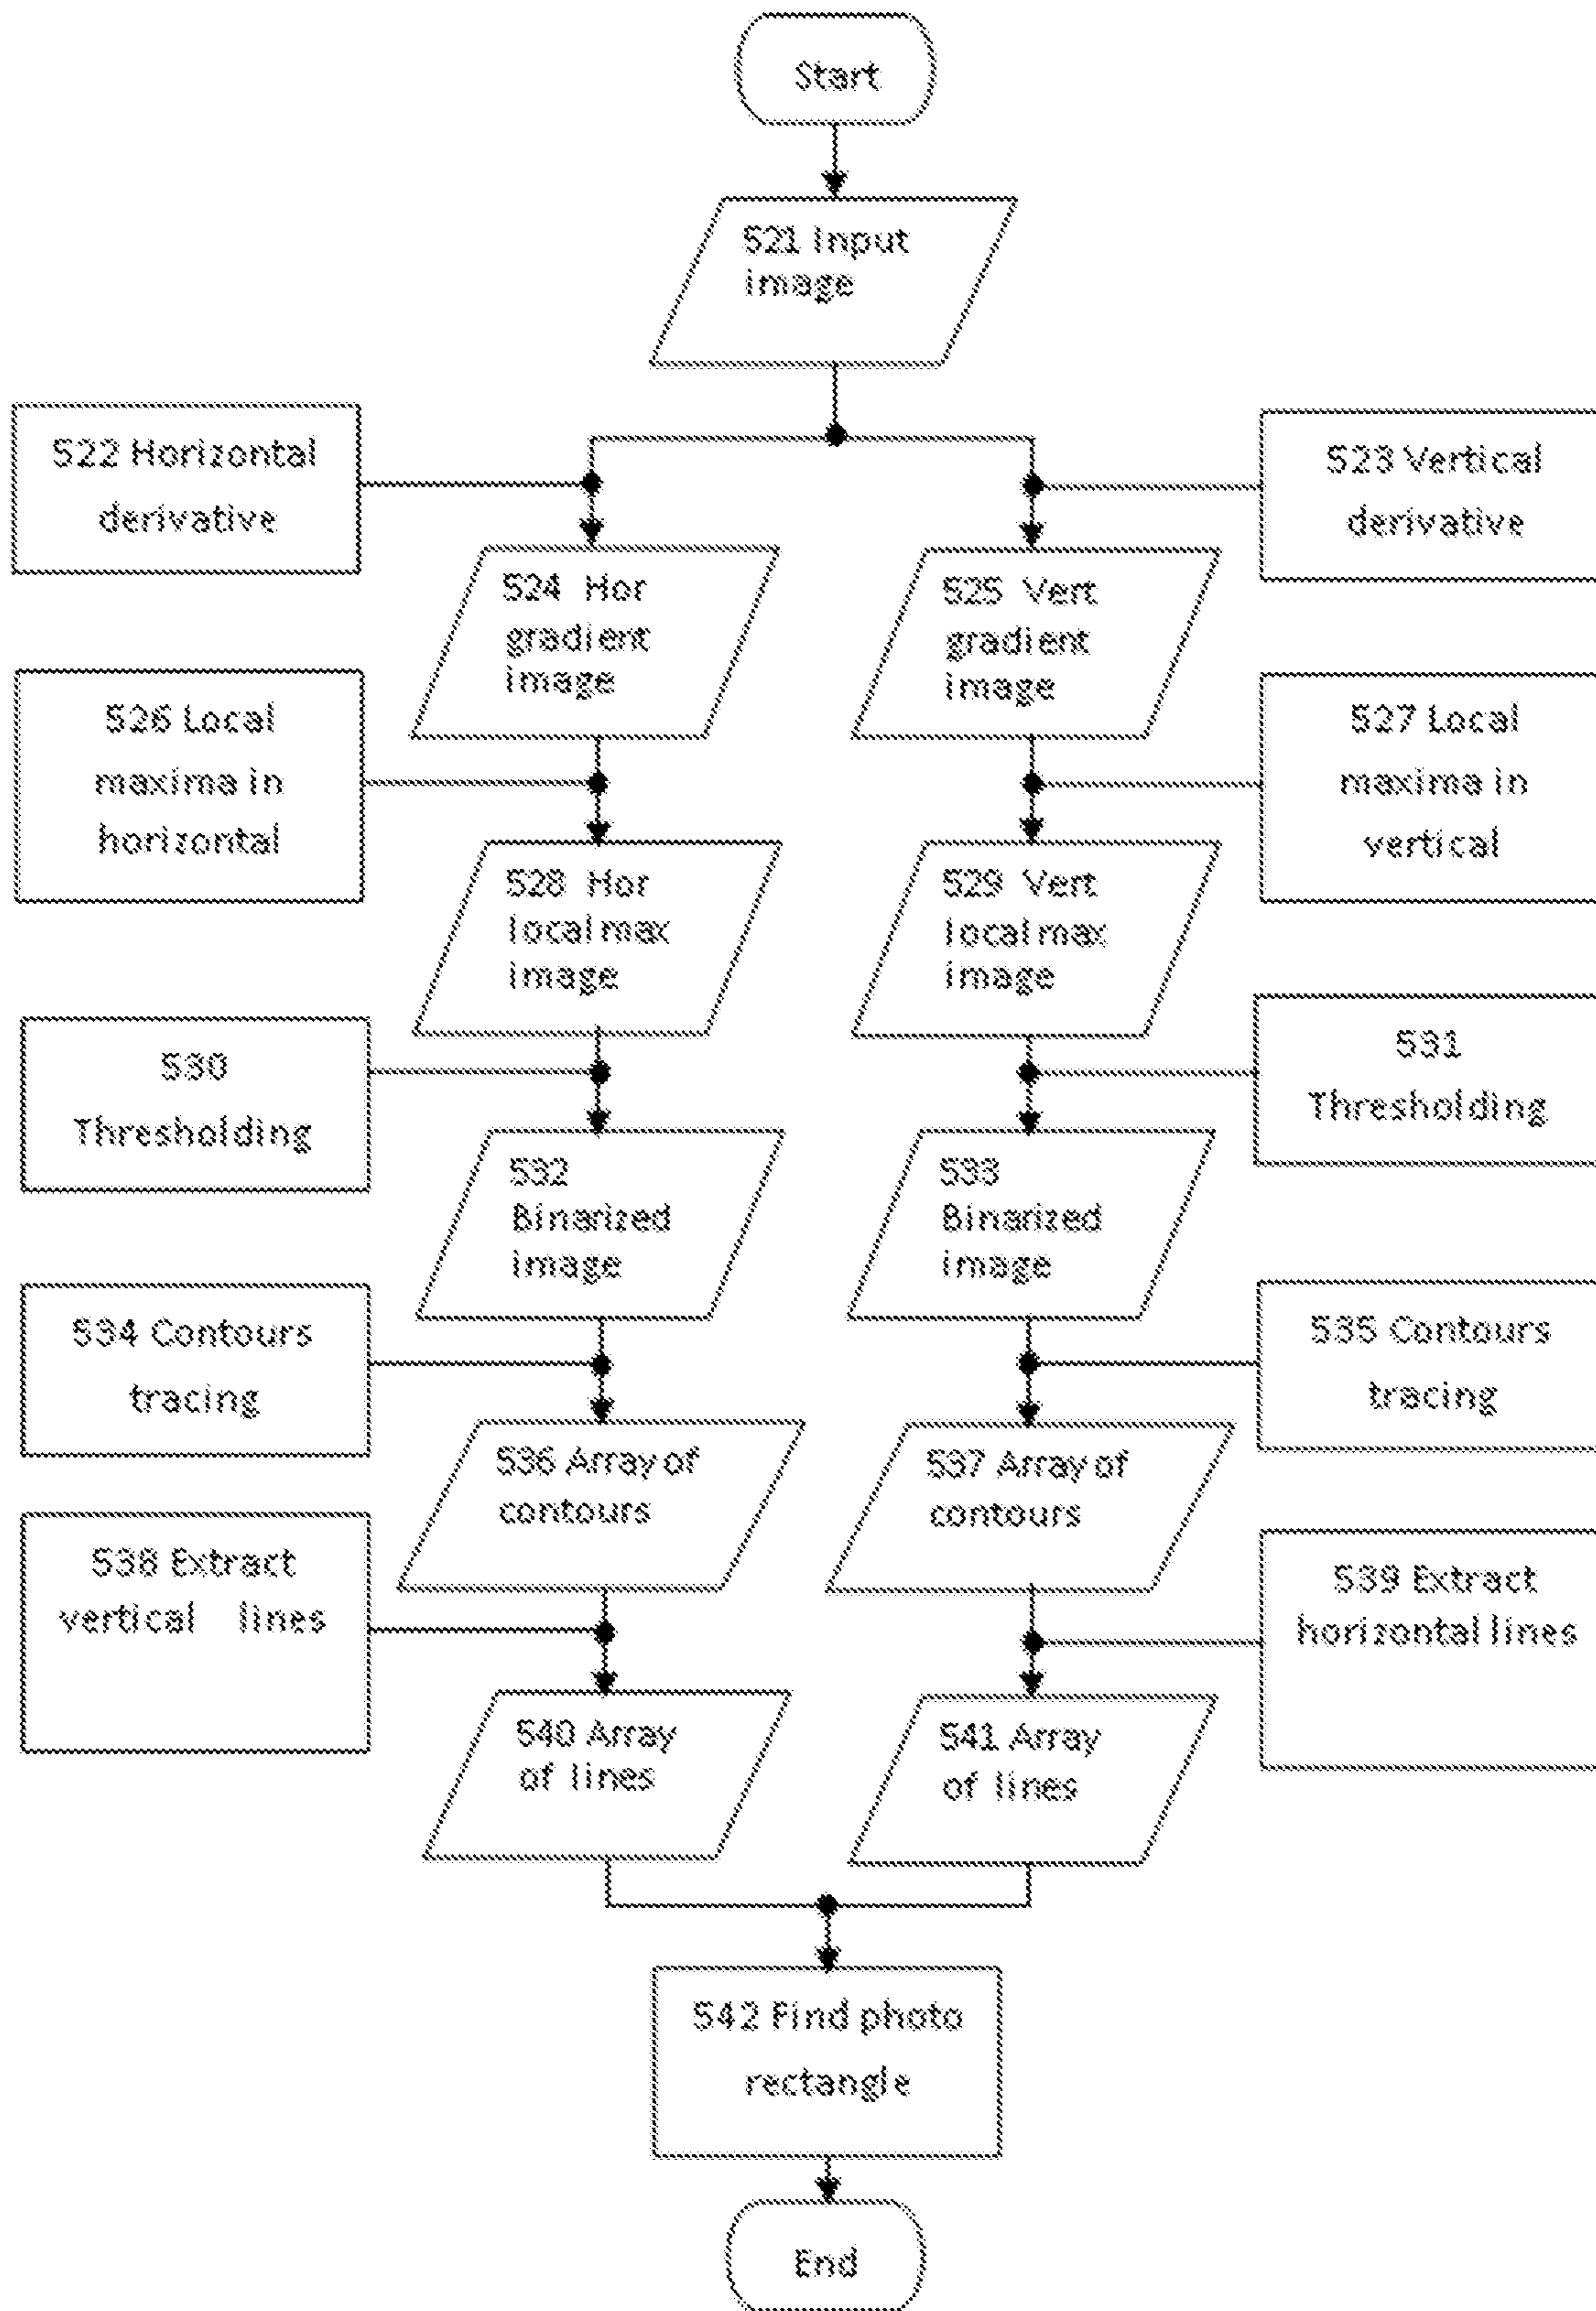 Start
521 Input
image
522 Horizontal
derivative
523 Vertical
derivative
524 Hor
gradient
image
525 Vert
gradient
image
526 Local
maxima in
horizontal
527 Local
maxima in
vertical
528 Hor
local max
image
529 Vert
local max
image
530
Thresholding
531
Thresholding
532
Binarized
image
533
Binarized
image
534 Contours
tracing
535 Contours
tracing
536 Array of
contours
537 Array of
contours
538 Extract
vertical lines
539 Extract
horizontal lines
540 Array
of lines
541 Array
of lines
542 Find photo
rectangle
End